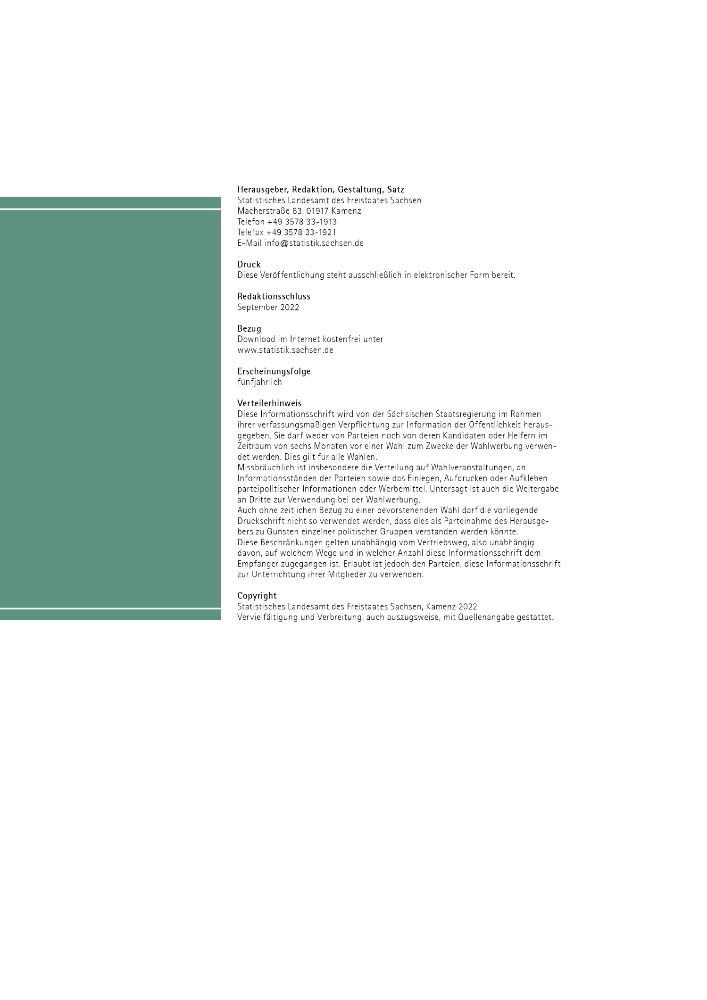 Herausgeber, Redaktion, Gestaltung, Satz
Statistisches Landesamt des Freistaates Sachsen
Macherstraße 63, 01917 Kamenz
Telefon +49 3578 33-1913
Telefax +49 3578 33-1921
E-Mail info@statistik.sachsen.de
Druck
Diese Veröffentlichung steht ausschließlich in elektronischer Form bereit.
Redaktionsschluss
September 2022
Bezug
Download im Internet kostenfrei unter
www.statistik.sachsen.de
Erscheinungsfolge
fünfjährlich
Verteilerhinweis
Diese Informationsschrift wird von der Sächsischen Staatsregierung im Rahmen
ihrer verfassungsmäßigen Verpflichtung zur Information der Öffentlichkeit heraus-
gegeben. Sie darf weder von Parteien noch von deren Kandidaten oder Helfern im
Zeitraum von sechs Monaten vor einer Wahl zum Zwecke der Wahlwerbung verwen-
det werden. Dies gilt für alle Wahlen.
Missbräuchlich ist insbesondere die Verteilung auf Wahlveranstaltungen, an
Informationsständen der Parteien sowie das Einlegen, Aufdrucken oder Aufkleben
parteipolitischer Informationen oder Werbemittel. Untersagt ist auch die Weitergabe
an Dritte zur Verwendung bei der Wahlwerbung.
Auch ohne zeitlichen Bezug zu einer bevorstehenden Wahl darf die vorliegende
Druckschrift nicht so verwendet werden, dass dies als Parteinahme des Herausge-
bers zu Gunsten einzelner politischer Gruppen verstanden werden könnte.
Diese Beschränkungen gelten unabhängig vom Vertriebsweg, also unabhängig
davon, auf welchem Wege und in welcher Anzahl diese Informationsschrift dem
Empfänger zugegangen ist. Erlaubt ist jedoch den Parteien, diese Informationsschrift
zur Unterrichtung ihrer Mitglieder zu verwenden.
Copyright
Statistisches Landesamt des Freistaates Sachsen, Kamenz 2022
Vervielfältigung und Verbreitung, auch auszugsweise, mit Quellenangabe gestattet.